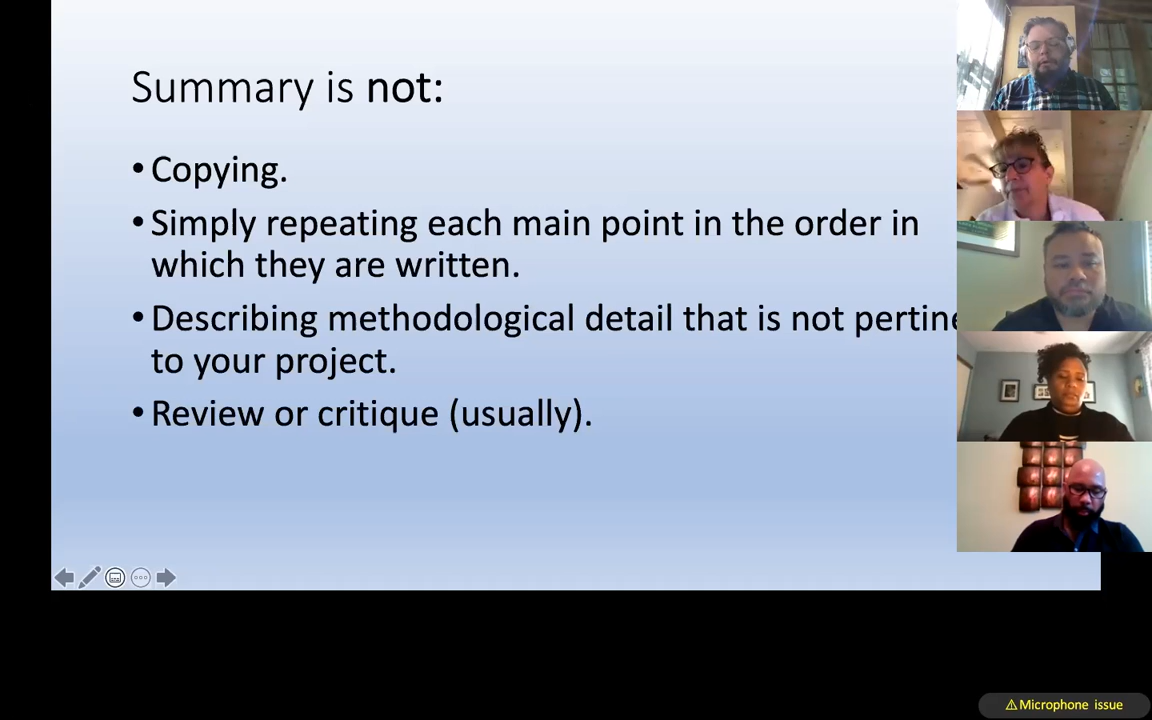 Summary is not:
• Copying.
• Simply repeating each main point in the order in
which they are written.
• Describing methodological detail that is not
to your project.
• Review or critique (usually).
⚠Microphone issue